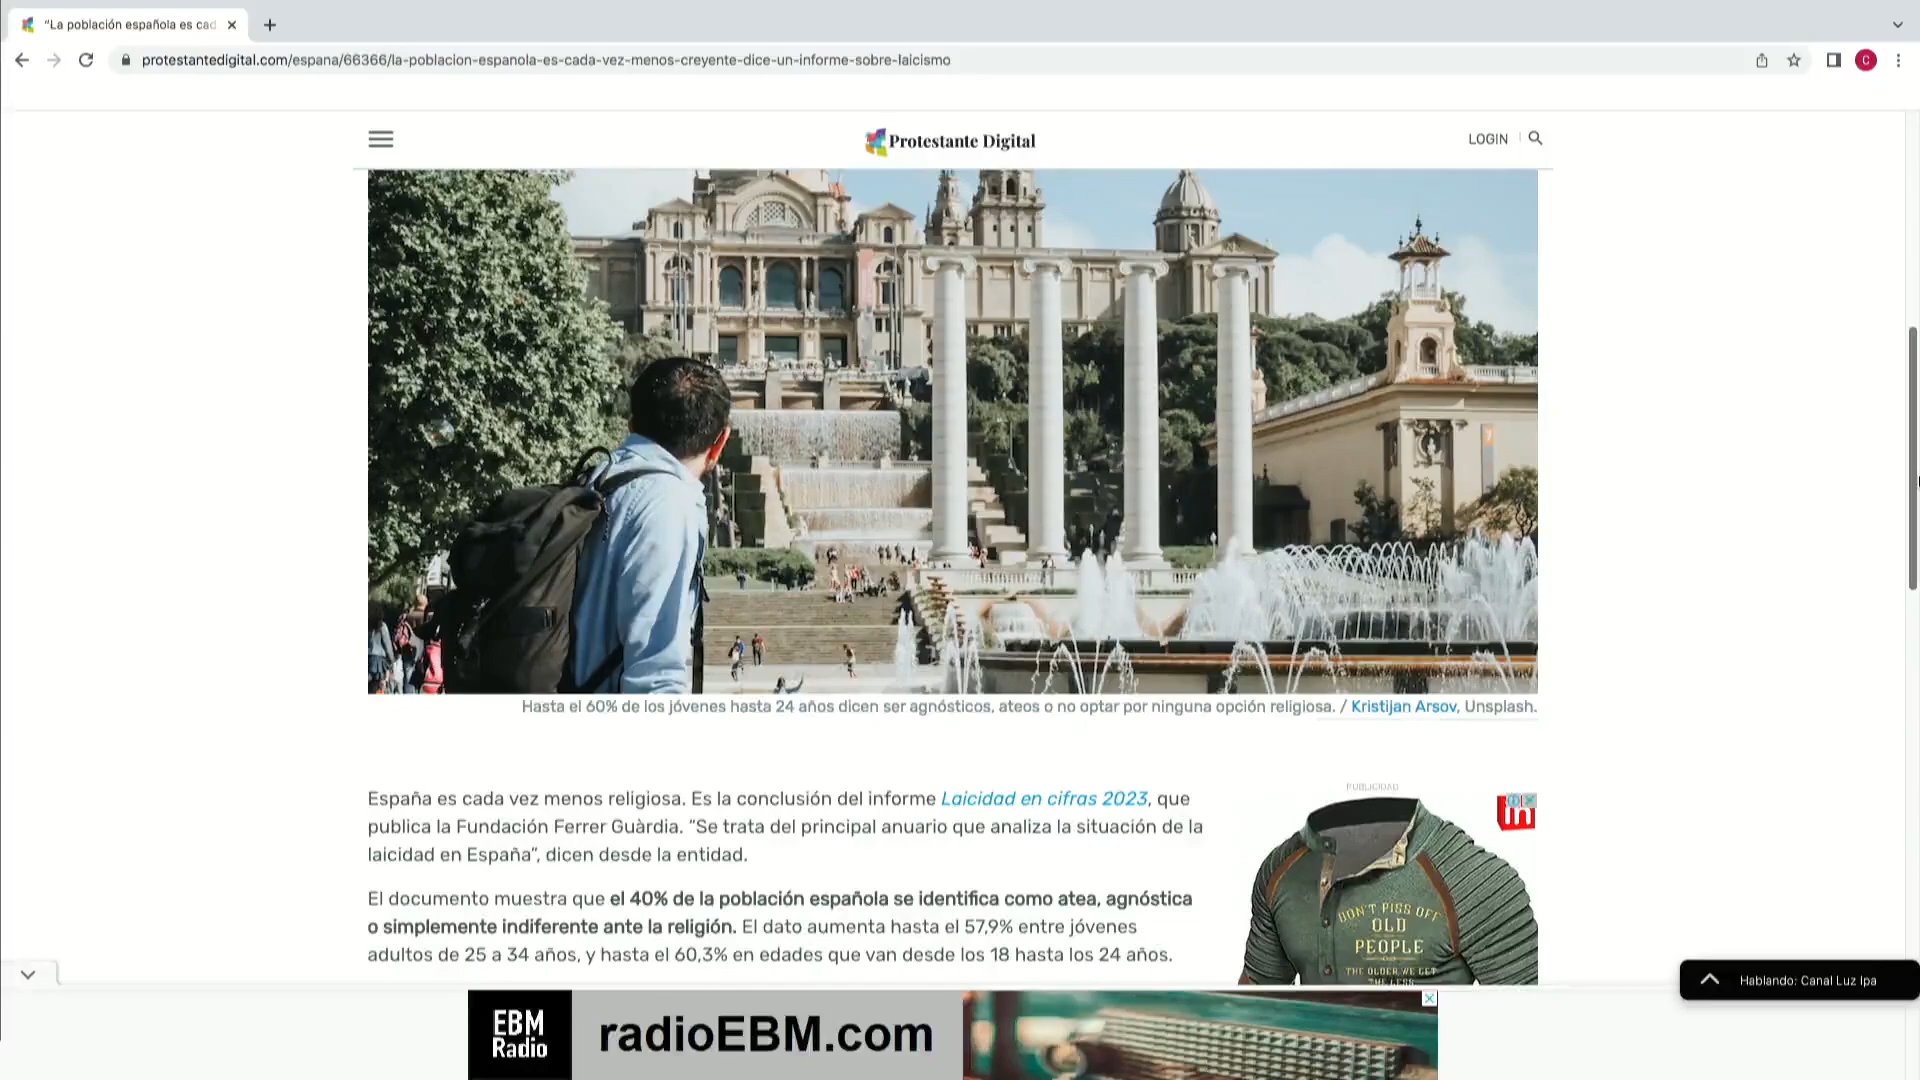 “La población española es cad
protestantedigital.com/espana/66366/la-poblacion-espanola-es-cada-vez-menos-creyente-dice-un-informe-sobre-laicismo
C
Protestante Digital
LOGIN
Hasta el 60% de los jóvenes hasta 24 años dicen ser agnósticos, ateos o no optar por ninguna opción religiosa. / Kristijan Arsov, Unsplash.
España es cada vez menos religiosa. Es la conclusión del informe Laicidad en cifras 2023, que
publica la Fundación Ferrer Guàrdia. “Se trata del principal anuario que analiza la situación de la
laicidad en España”, dicen desde la entidad.
El documento muestra que el 40% de la población española se identifica como atea, agnóstica
o simplemente indiferente ante la religión. El dato aumenta hasta el 57,9% entre jóvenes
adultos de 25 a 34 años, y hasta el 60,3% en edades que van desde los 18 hasta los 24 años.
PUBLICIDAD
in
DON'T PISS OFF
OLD
PEOPLE
THE OLDER WE GET
THE LESS
Hablando: Canal Luz Ipa
EBM
Radio
radioEBM.com